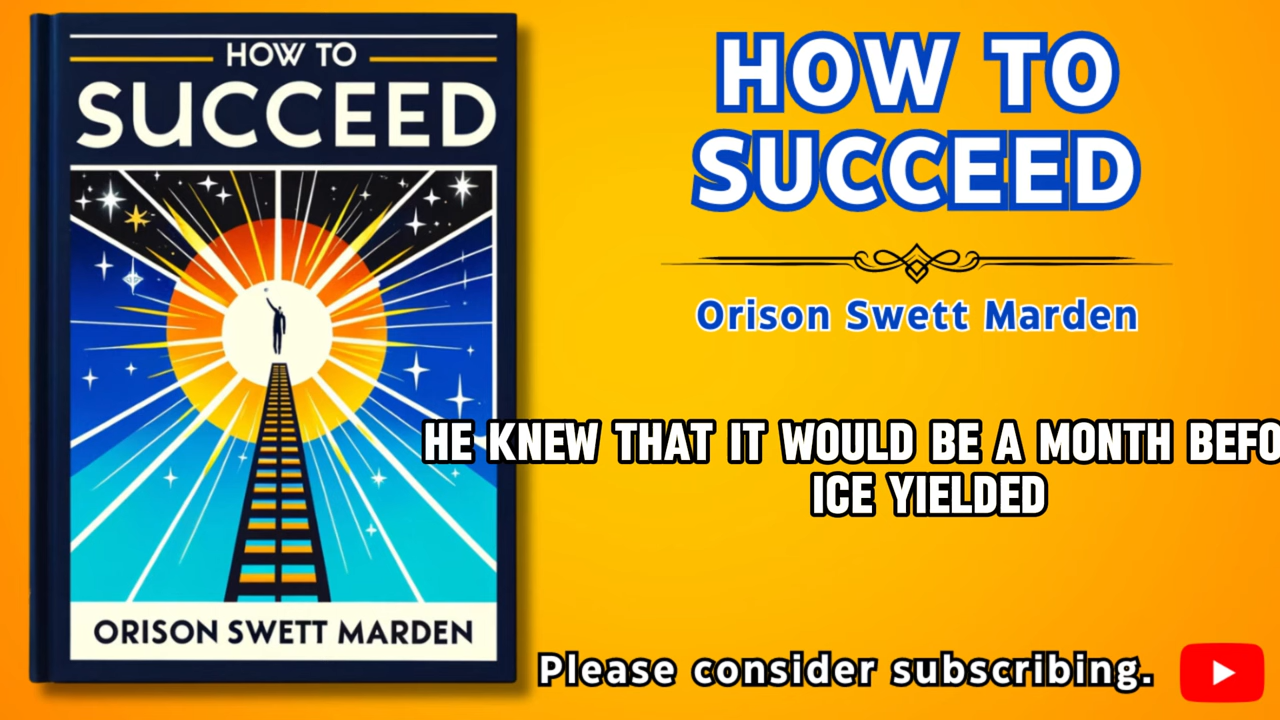 HOW TO
SUCCEED
ORISON SWETT MARDEN
HOW TO
SUCCEED
Orison Swett Marden
HE KNEW THAT IT WOULD BE A MONTH
ICE YIELDED
Please consider subscribing.